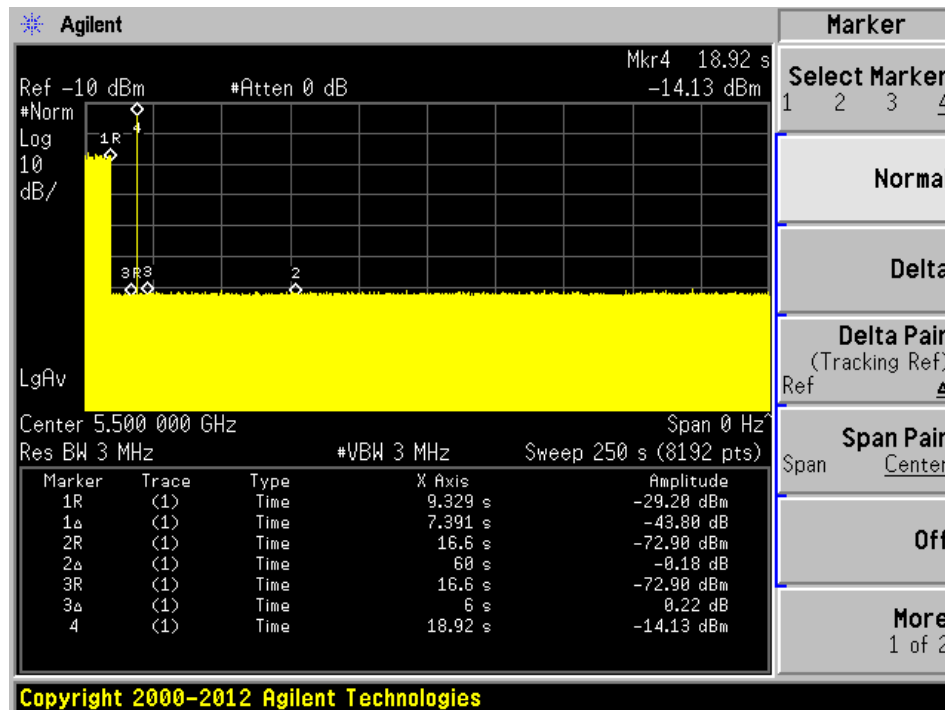 Agilent
Marker
Mkr4 18.92 s
Ref -10 dBm #Atten 0 dB -14.13 dBm
#Norm
Log
10
dB/
1R
4
3R 3
2
LgAv
Center 5.500 000 GHz Span 0 Hz^
Res BW 3 MHz #VBW 3 MHz Sweep 250 s (8192 pts)
Marker Trace Type X Axis Amplitude
1R (1) Time 9.329 s -29.20 dBm
1Δ (1) Time 7.391 s -43.80 dB
2R (1) Time 16.6 s -72.90 dBm
2Δ (1) Time 60 s -0.18 dB
3R (1) Time 16.6 s -72.90 dBm
3Δ (1) Time 6 s 0.22 dB
4 (1) Time 18.92 s -14.13 dBm
Select Marker
1 2 3 4
Norma
Delta
Delta Pair
(Tracking Ref)
Ref Δ
Span Pair
Span Center
Off
More
1 of 2
Copyright 2000-2012 Agilent Technologies